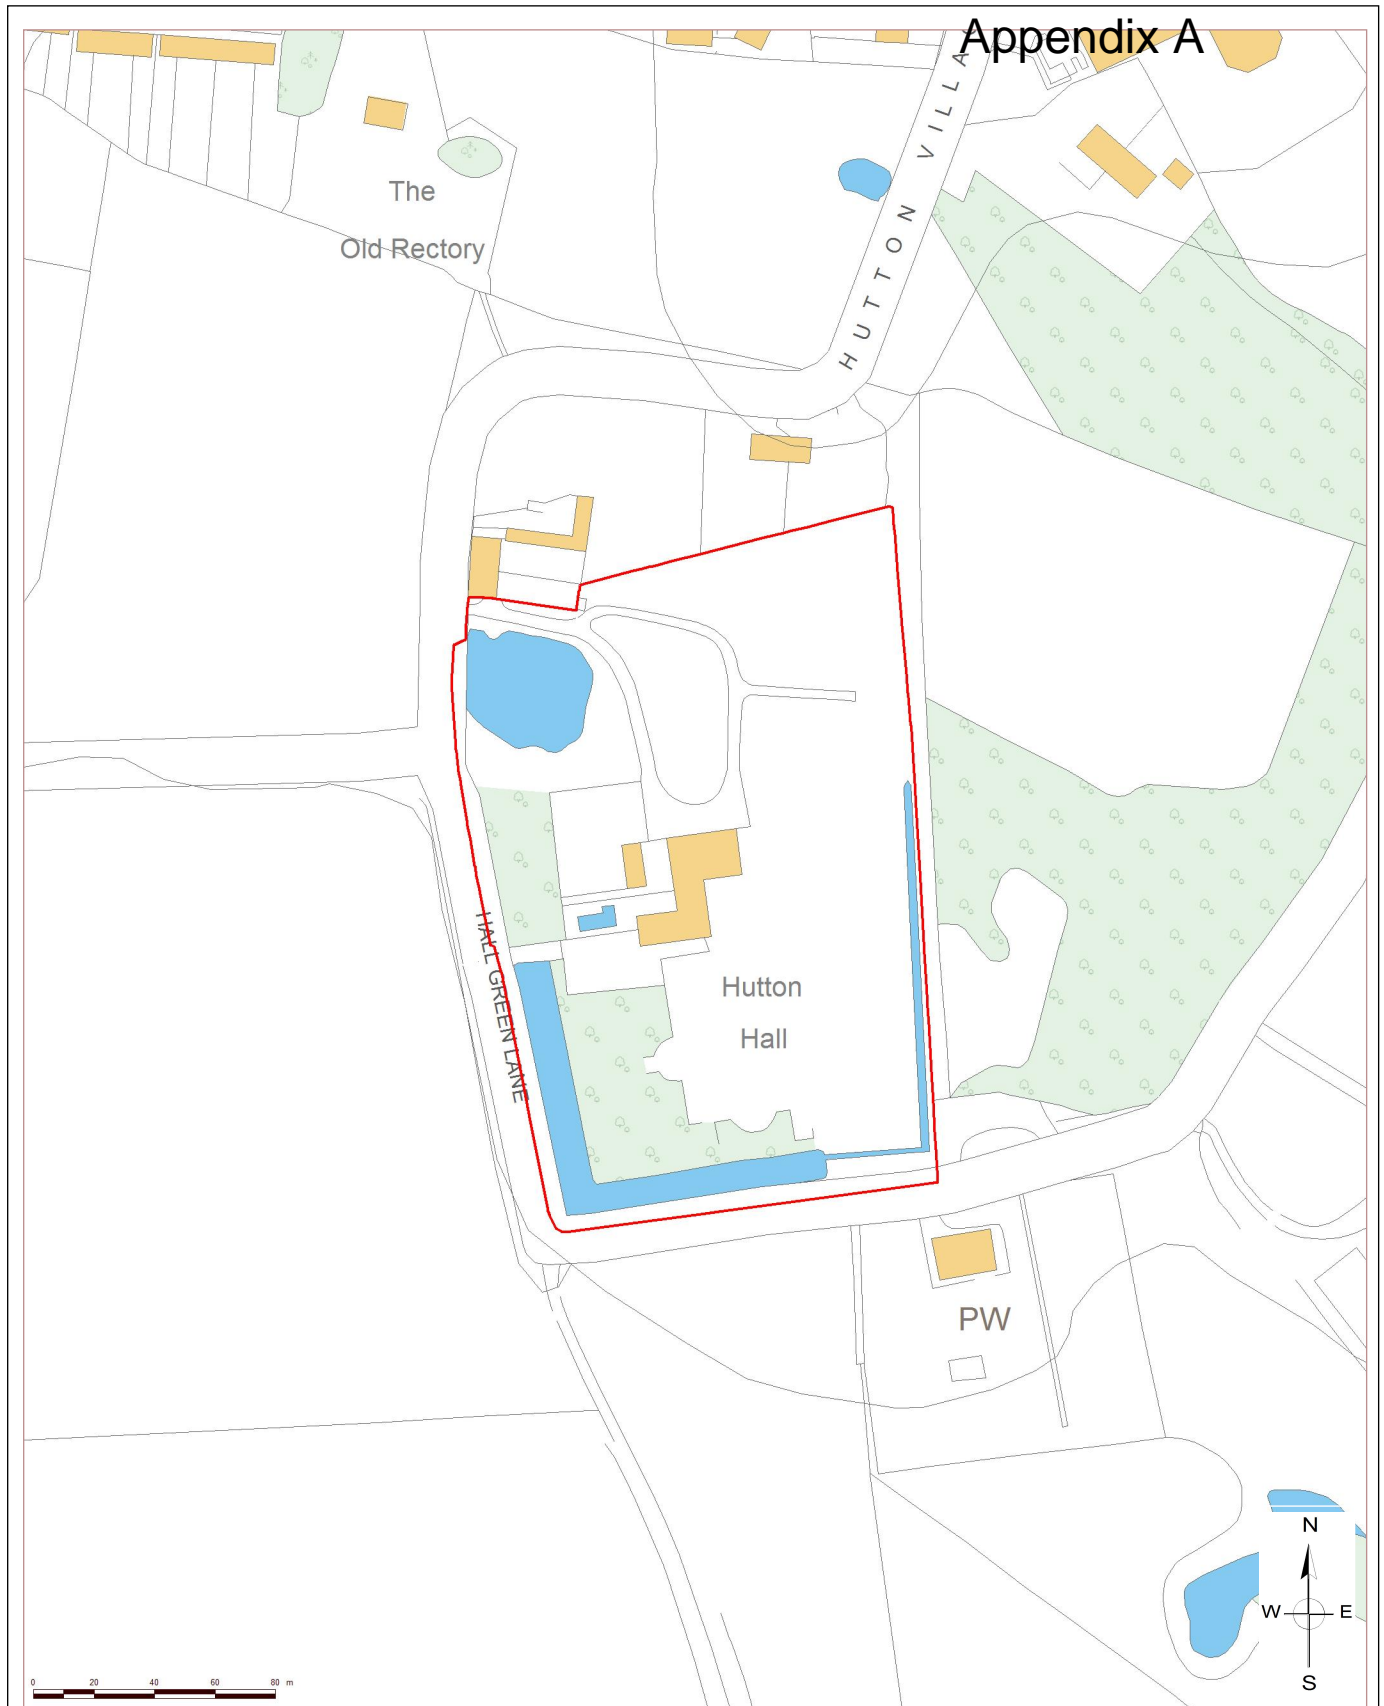 Appendix A
HUTTON VILLA
The
Old Rectory
HALL GREEN LANE
Hutton
Hall
PW
N
W E
S
0 20 40 60 80 m